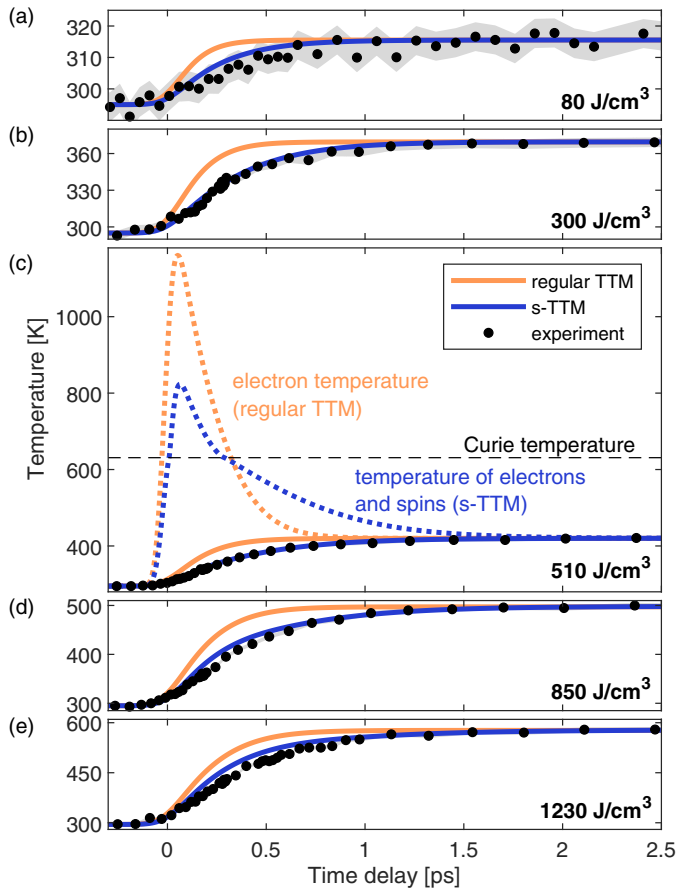 (a)
320
310
300
80 J/cm³
(b)
360
330
300
300 J/cm³
(c)
regular TTM
s-TTM
experiment
1000
800
600
400
Temperature [K]
electron temperature
(regular TTM)
Curie temperature
temperature of electrons
and spins (s-TTM)
510 J/cm³
(d)
500
400
300
850 J/cm³
(e)
600
450
300
1230 J/cm³
0 0.5 1 1.5 2 2.5
Time delay [ps]